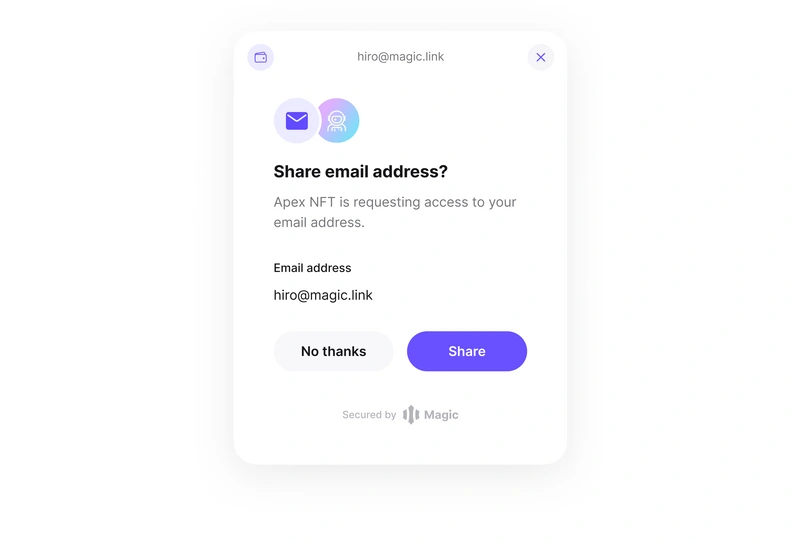 hiro@magic.link
Share email address?
Apex NFT is requesting access to your
email address.
Email address
hiro@magic.link
No thanks
Share
Secured by Magic